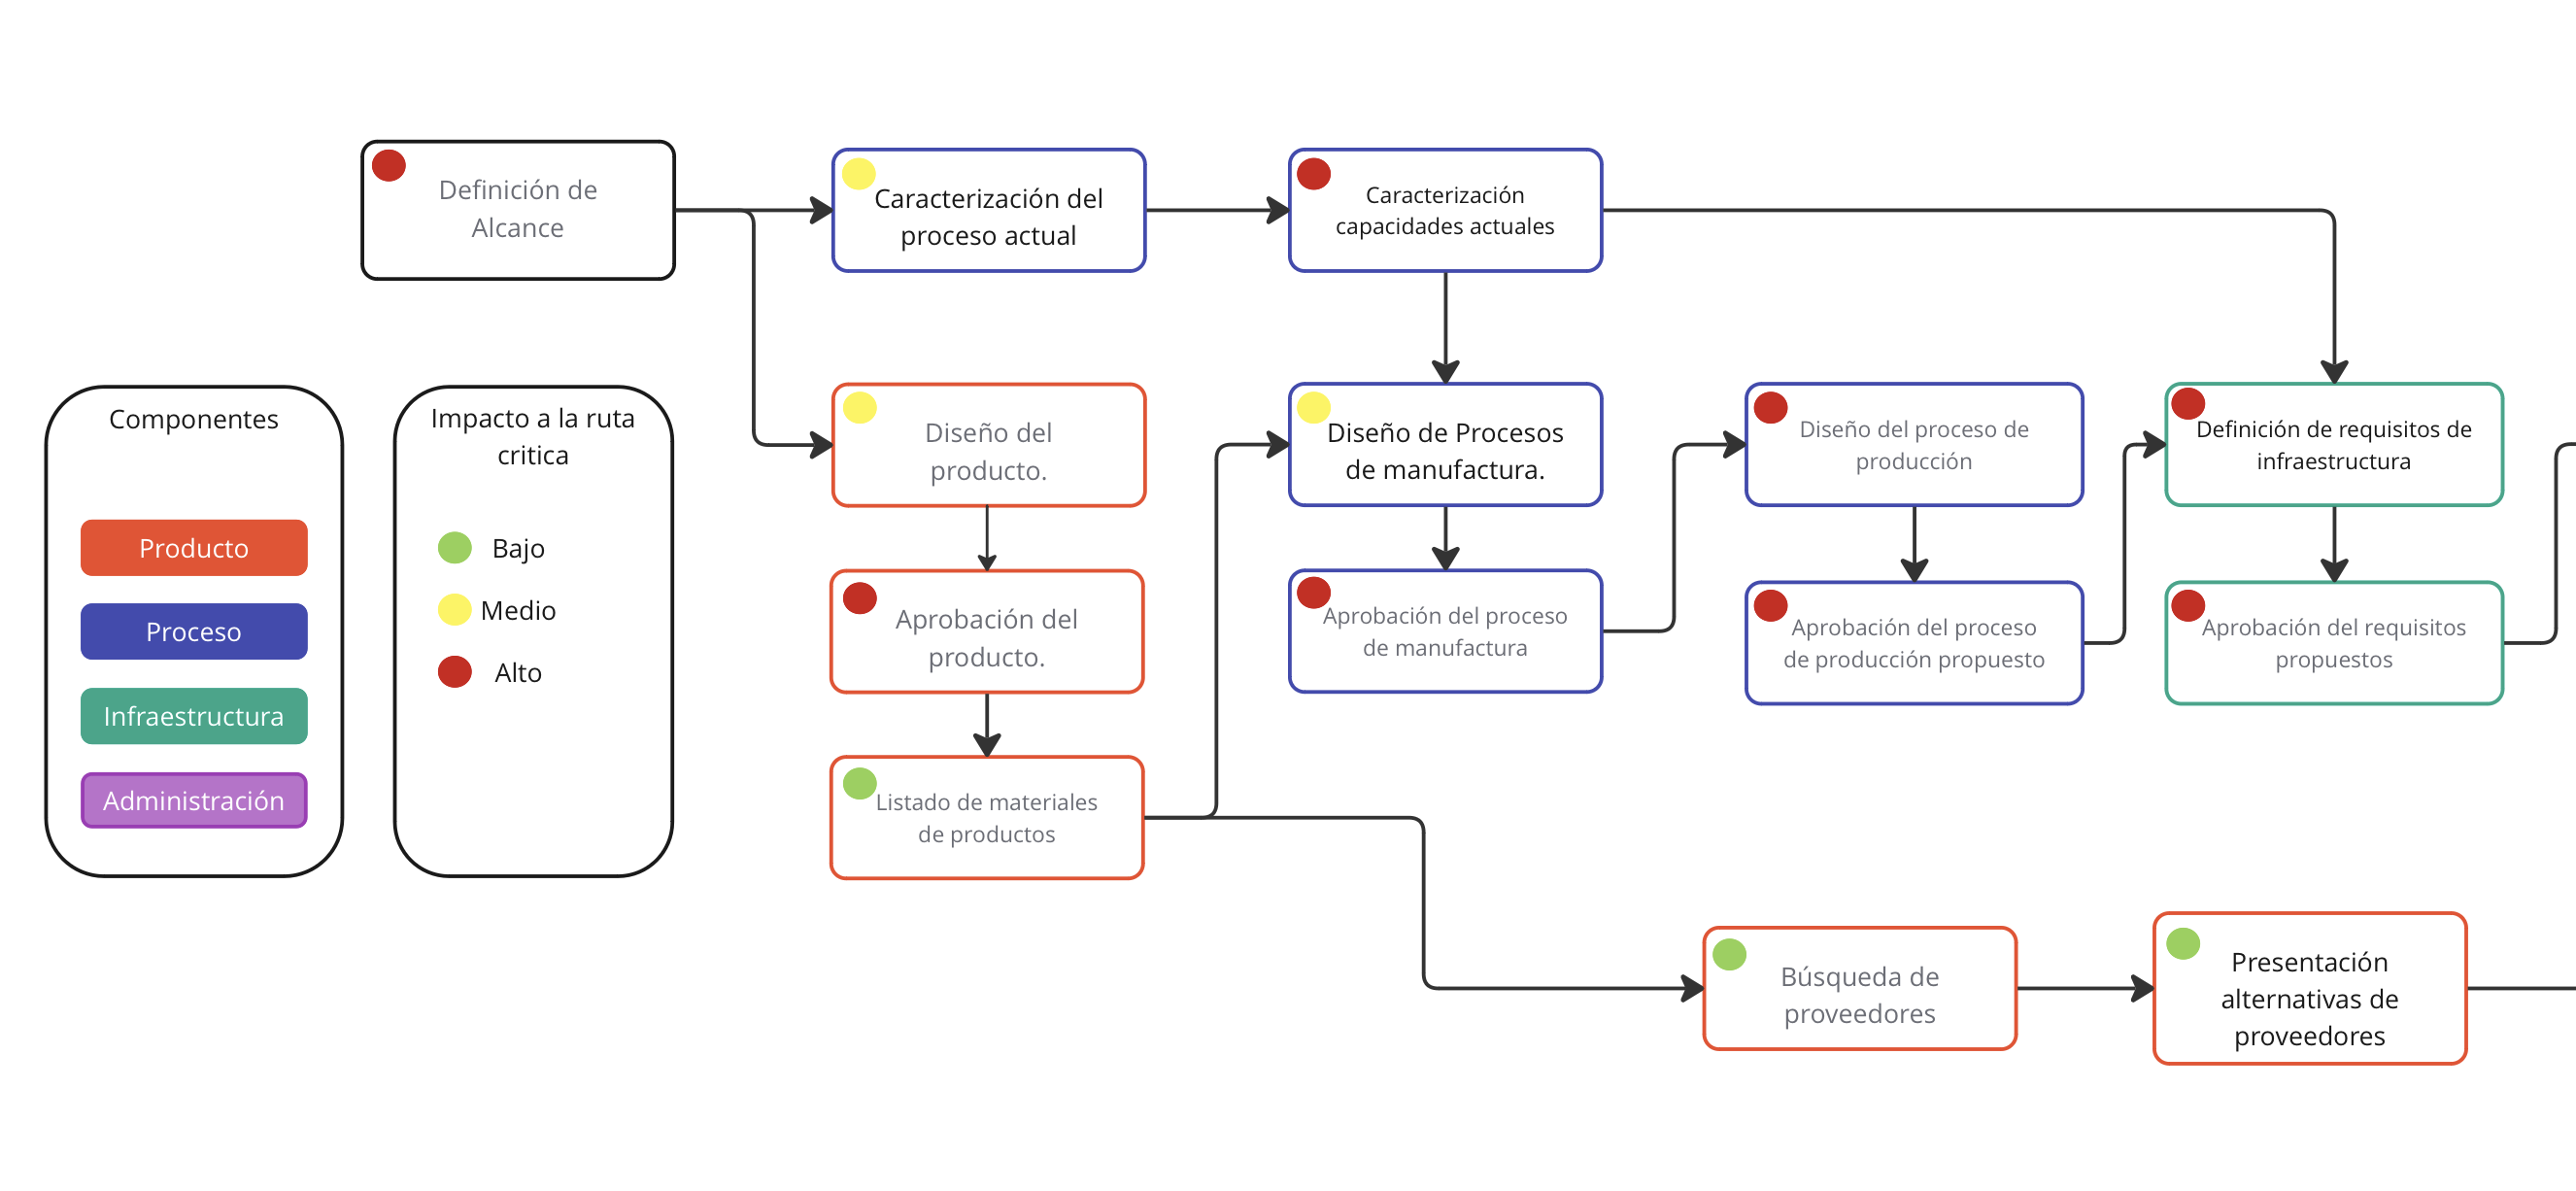 Definición de
Alcance
Caracterización del
proceso actual
Caracterización
capacidades actuales
Componentes
Producto
Proceso
Infraestructura
Administración
Impacto a la ruta
critica
Bajo
Medio
Alto
Diseño del
producto.
Aprobación del
producto.
Listado de materiales
de productos
Diseño de Procesos
de manufactura.
Aprobación del proceso
de manufactura
Diseño del proceso de
producción
Aprobación del proceso
de producción propuesto
Definición de requisitos de
infraestructura
Aprobación del requisitos
propuestos
Búsqueda de
proveedores
Presentación
alternativas de
proveedores